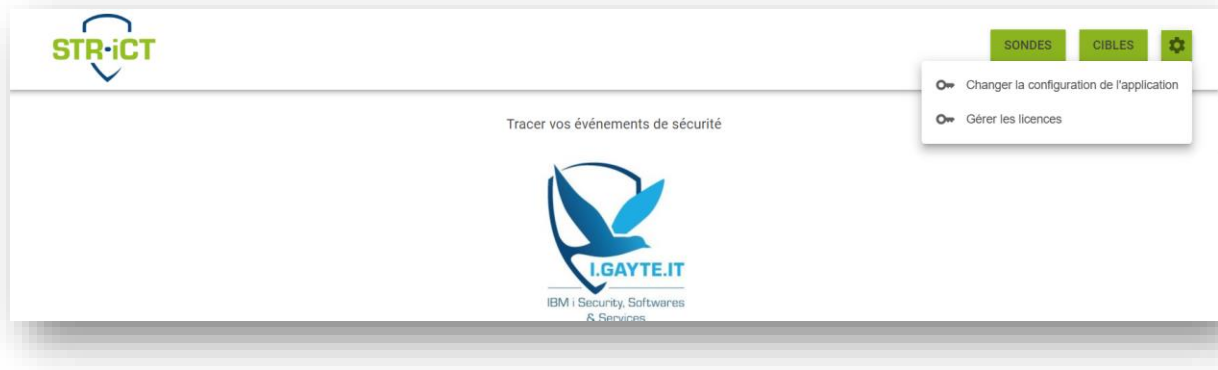 STR·iCT
SONDES
CIBLES
Changer la configuration de l'application
Gérer les licences
Tracer vos événements de sécurité
I.GAYTE.IT
IBM i Security, Softwares
& Services